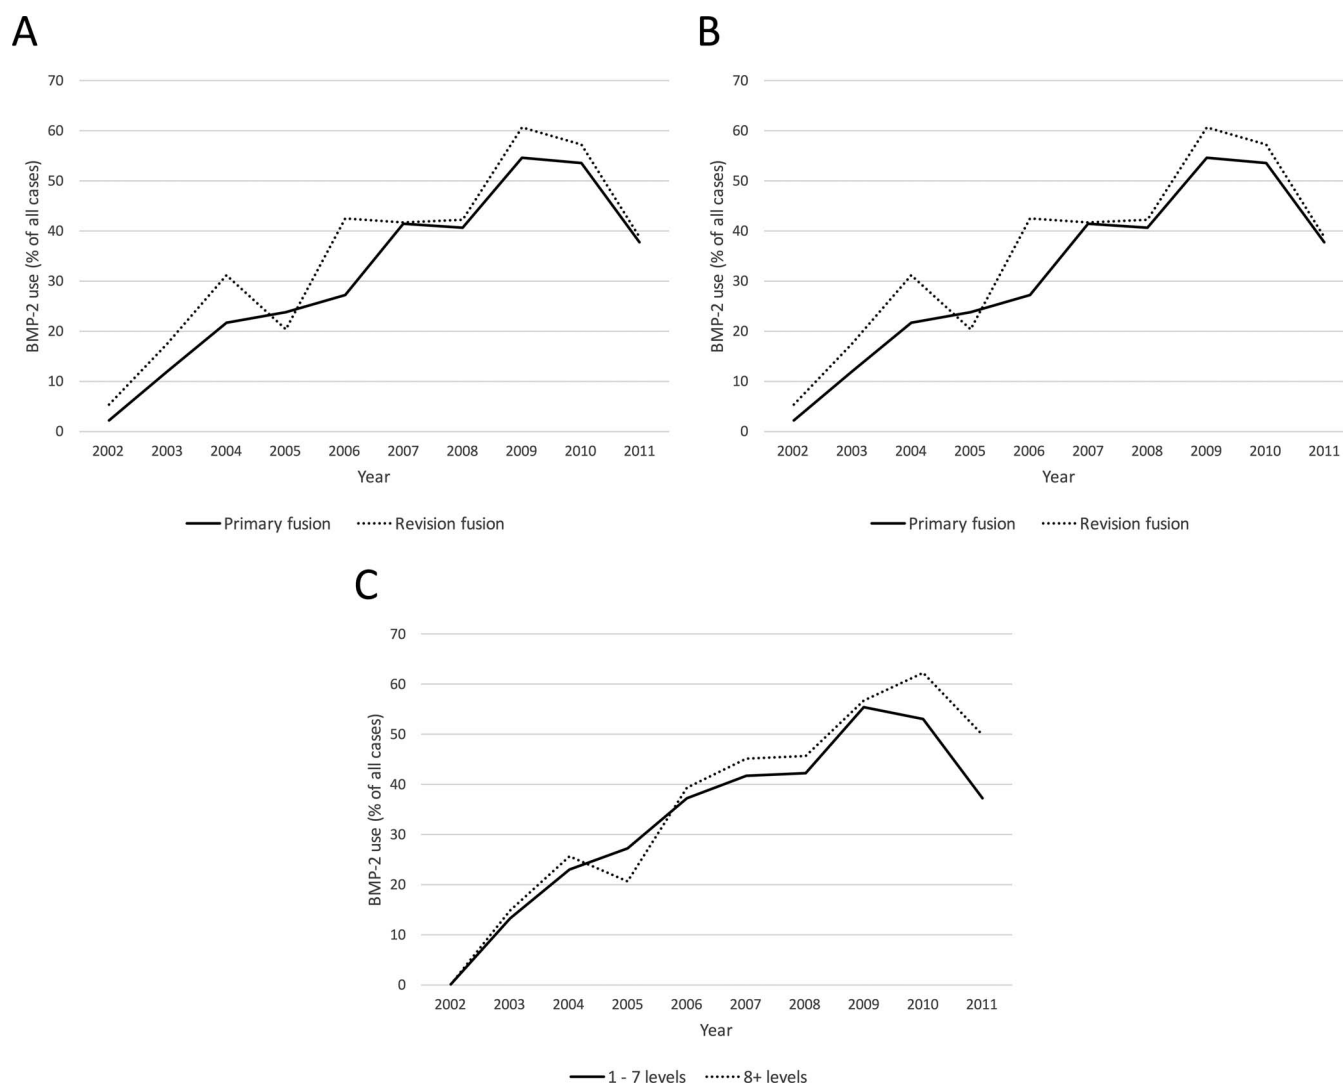 A
BMP-2 use (% of all cases)
70
60
50
40
30
20
10
0
2002 2003 2004 2005 2006 2007 2008 2009 2010 2011
Year
Primary fusion Revision fusion
B
BMP-2 use (% of all cases)
70
60
50
40
30
20
10
0
2002 2003 2004 2005 2006 2007 2008 2009 2010 2011
Year
Primary fusion Revision fusion
C
BMP-2 use (% of all cases)
70
60
50
40
30
20
10
0
2002 2003 2004 2005 2006 2007 2008 2009 2010 2011
Year
1 - 7 levels 8+ levels